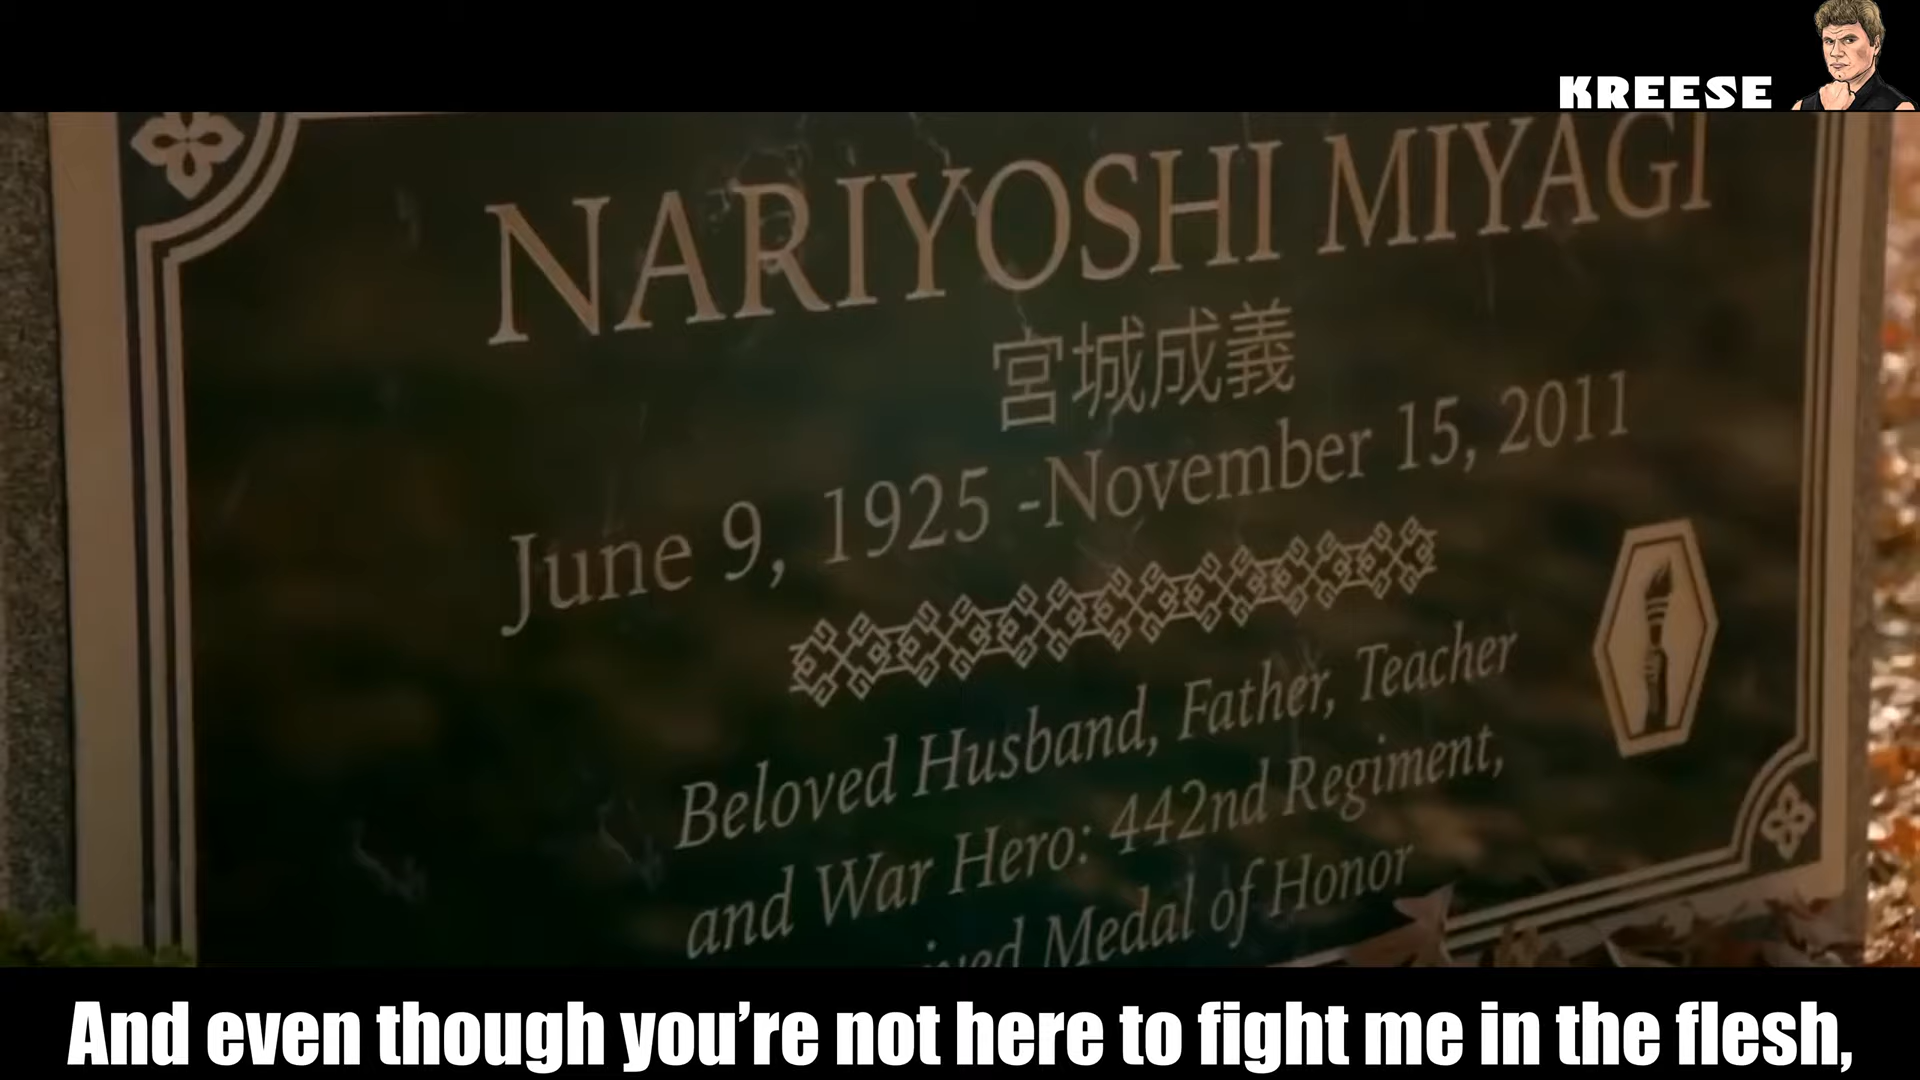 KREESE
NARIYOSHI MIYAGI
宮城成義
June 9, 1925 -November 15, 2011
Beloved Husband, Father, Teacher
and War Hero: 442nd Regiment,
Medal of Honor
And even though you're not here to fight me in the flesh,